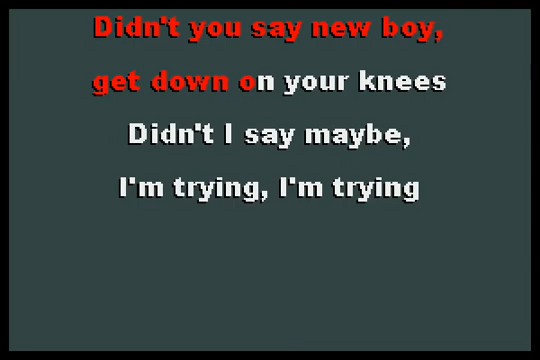 Didn't you say new boy,
get down on your knees
Didn't I say maybe,
I'm trying, I'm trying